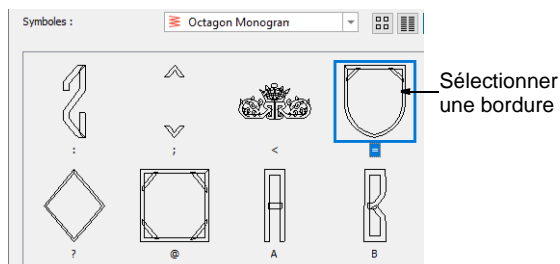 Symboles :
Octagon Monogran
Sélectionner
une bordure
: ; < =
? @ A B